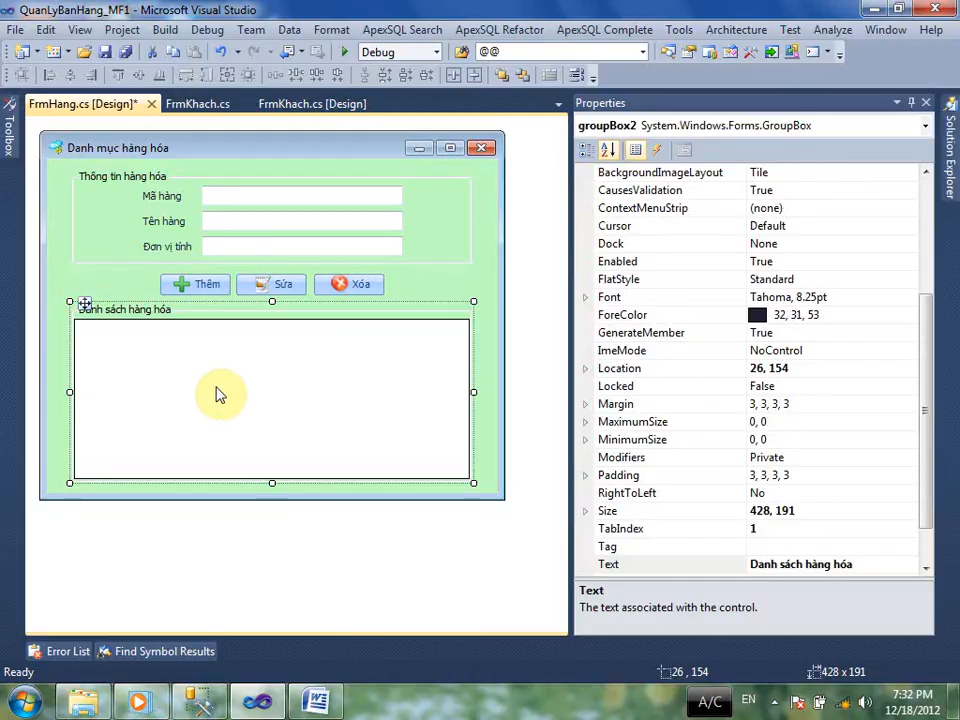 QuanLyBanHang_MF1 - Microsoft Visual Studio
File Edit View Project Build Debug Team Data Format ApexSQL Search ApexSQL Refactor ApexSQL Complete Tools Architecture Test Analyze Window Help
Debug @@
FrmHang.cs [Design]* FrmKhach.cs FrmKhach.cs [Design]
Toolbox
Danh mục hàng hóa
Thông tin hàng hóa
Mã hàng
Tên hàng
Đơn vị tính
Thêm Sửa Xóa
Danh sách hàng hóa
Properties
groupBox2 System.Windows.Forms.GroupBox
BackgroundImageLayout Tile
CausesValidation True
ContextMenuStrip (none)
Cursor Default
Dock None
Enabled True
FlatStyle Standard
Font Tahoma, 8.25pt
ForeColor 32, 31, 53
GenerateMember True
ImeMode NoControl
Location 26, 154
Locked False
Margin 3, 3, 3, 3
MaximumSize 0, 0
MinimumSize 0, 0
Modifiers Private
Padding 3, 3, 3, 3
RightToLeft No
Size 428, 191
TabIndex 1
Tag
Text Danh sách hàng hóa
Text
The text associated with the control.
Solution Explorer
Error List Find Symbol Results
Ready 26 , 154 428 x 191
A/C EN 7:32 PM
12/18/2012